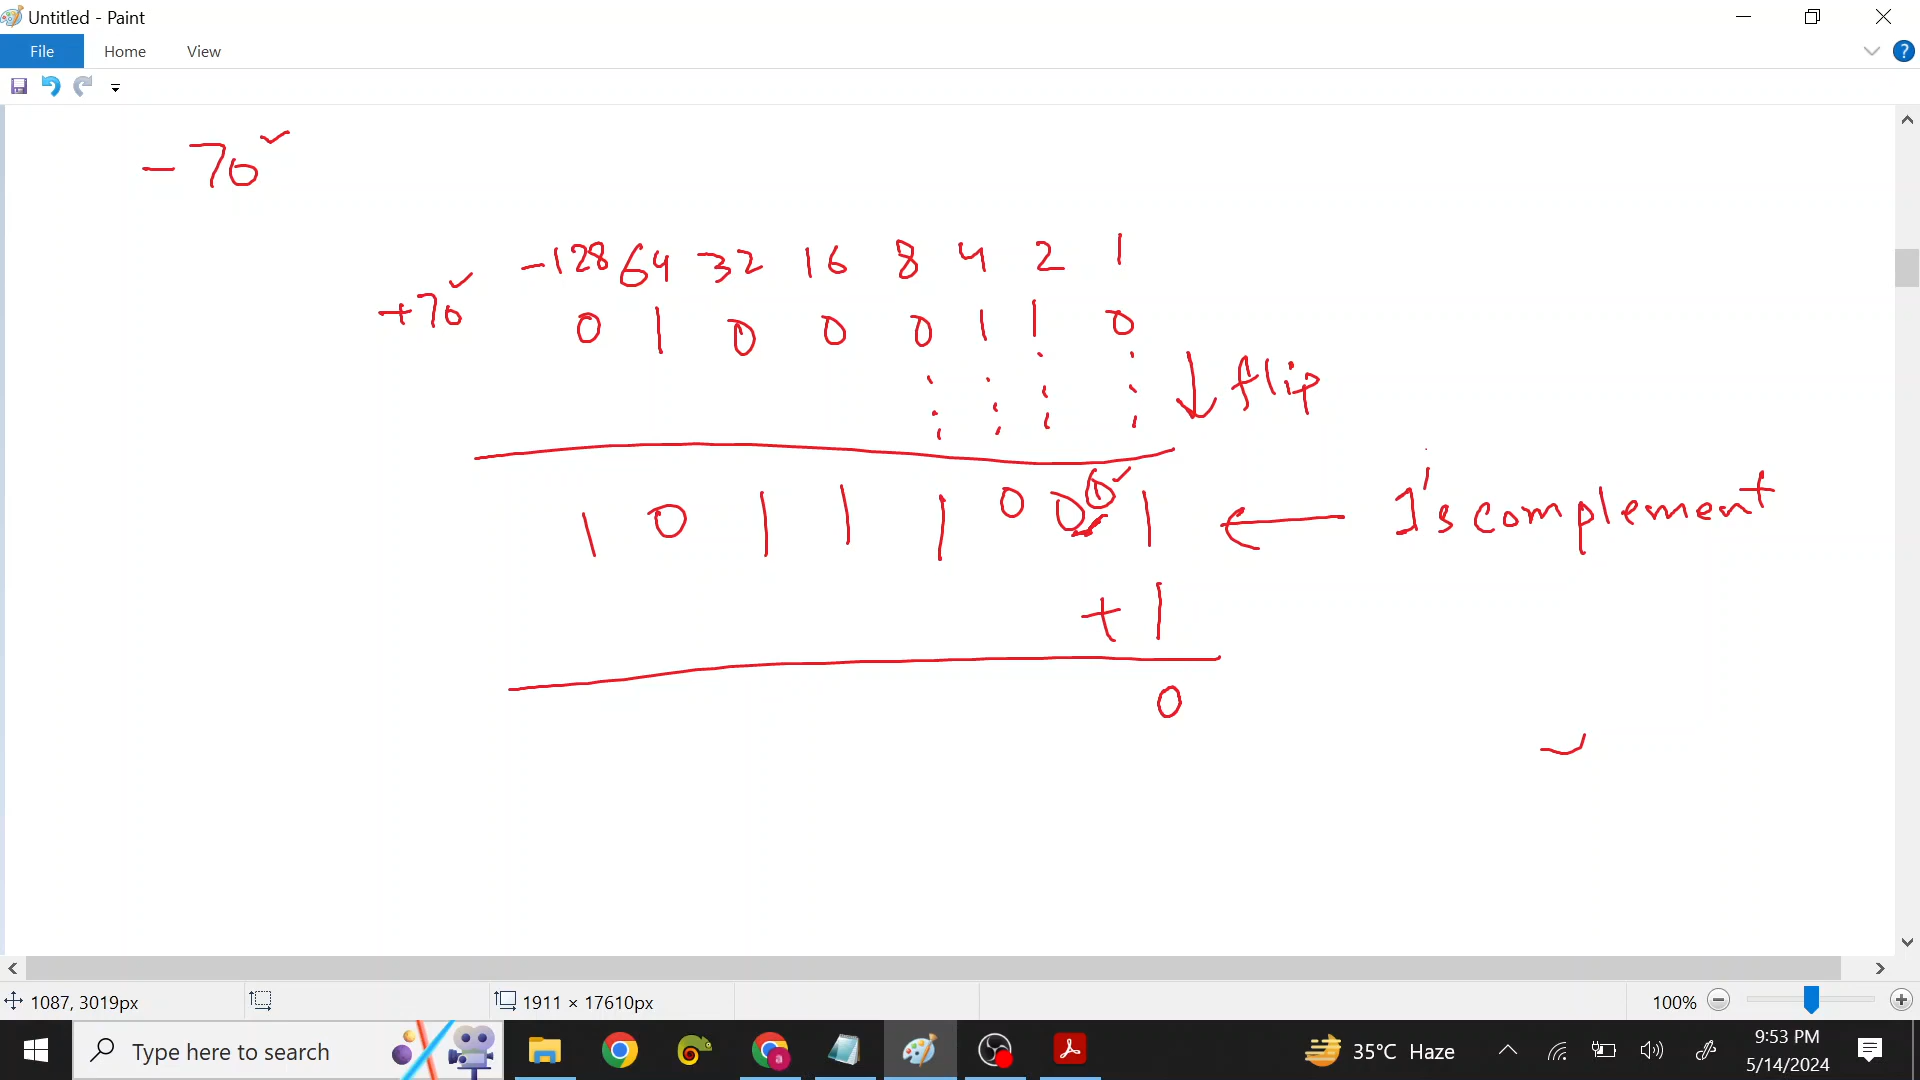 Untitled - Paint
File Home View
-70
-128 64 32 16 8 4 2 1
+70 0 1 0 0 0 1 1 0
flip
1 0 1 1 1 0 0 1 1's complement
+ 1
0
1087, 3019px 1911 × 17610px 100%
Type here to search 35°C Haze 9:53 PM
5/14/2024